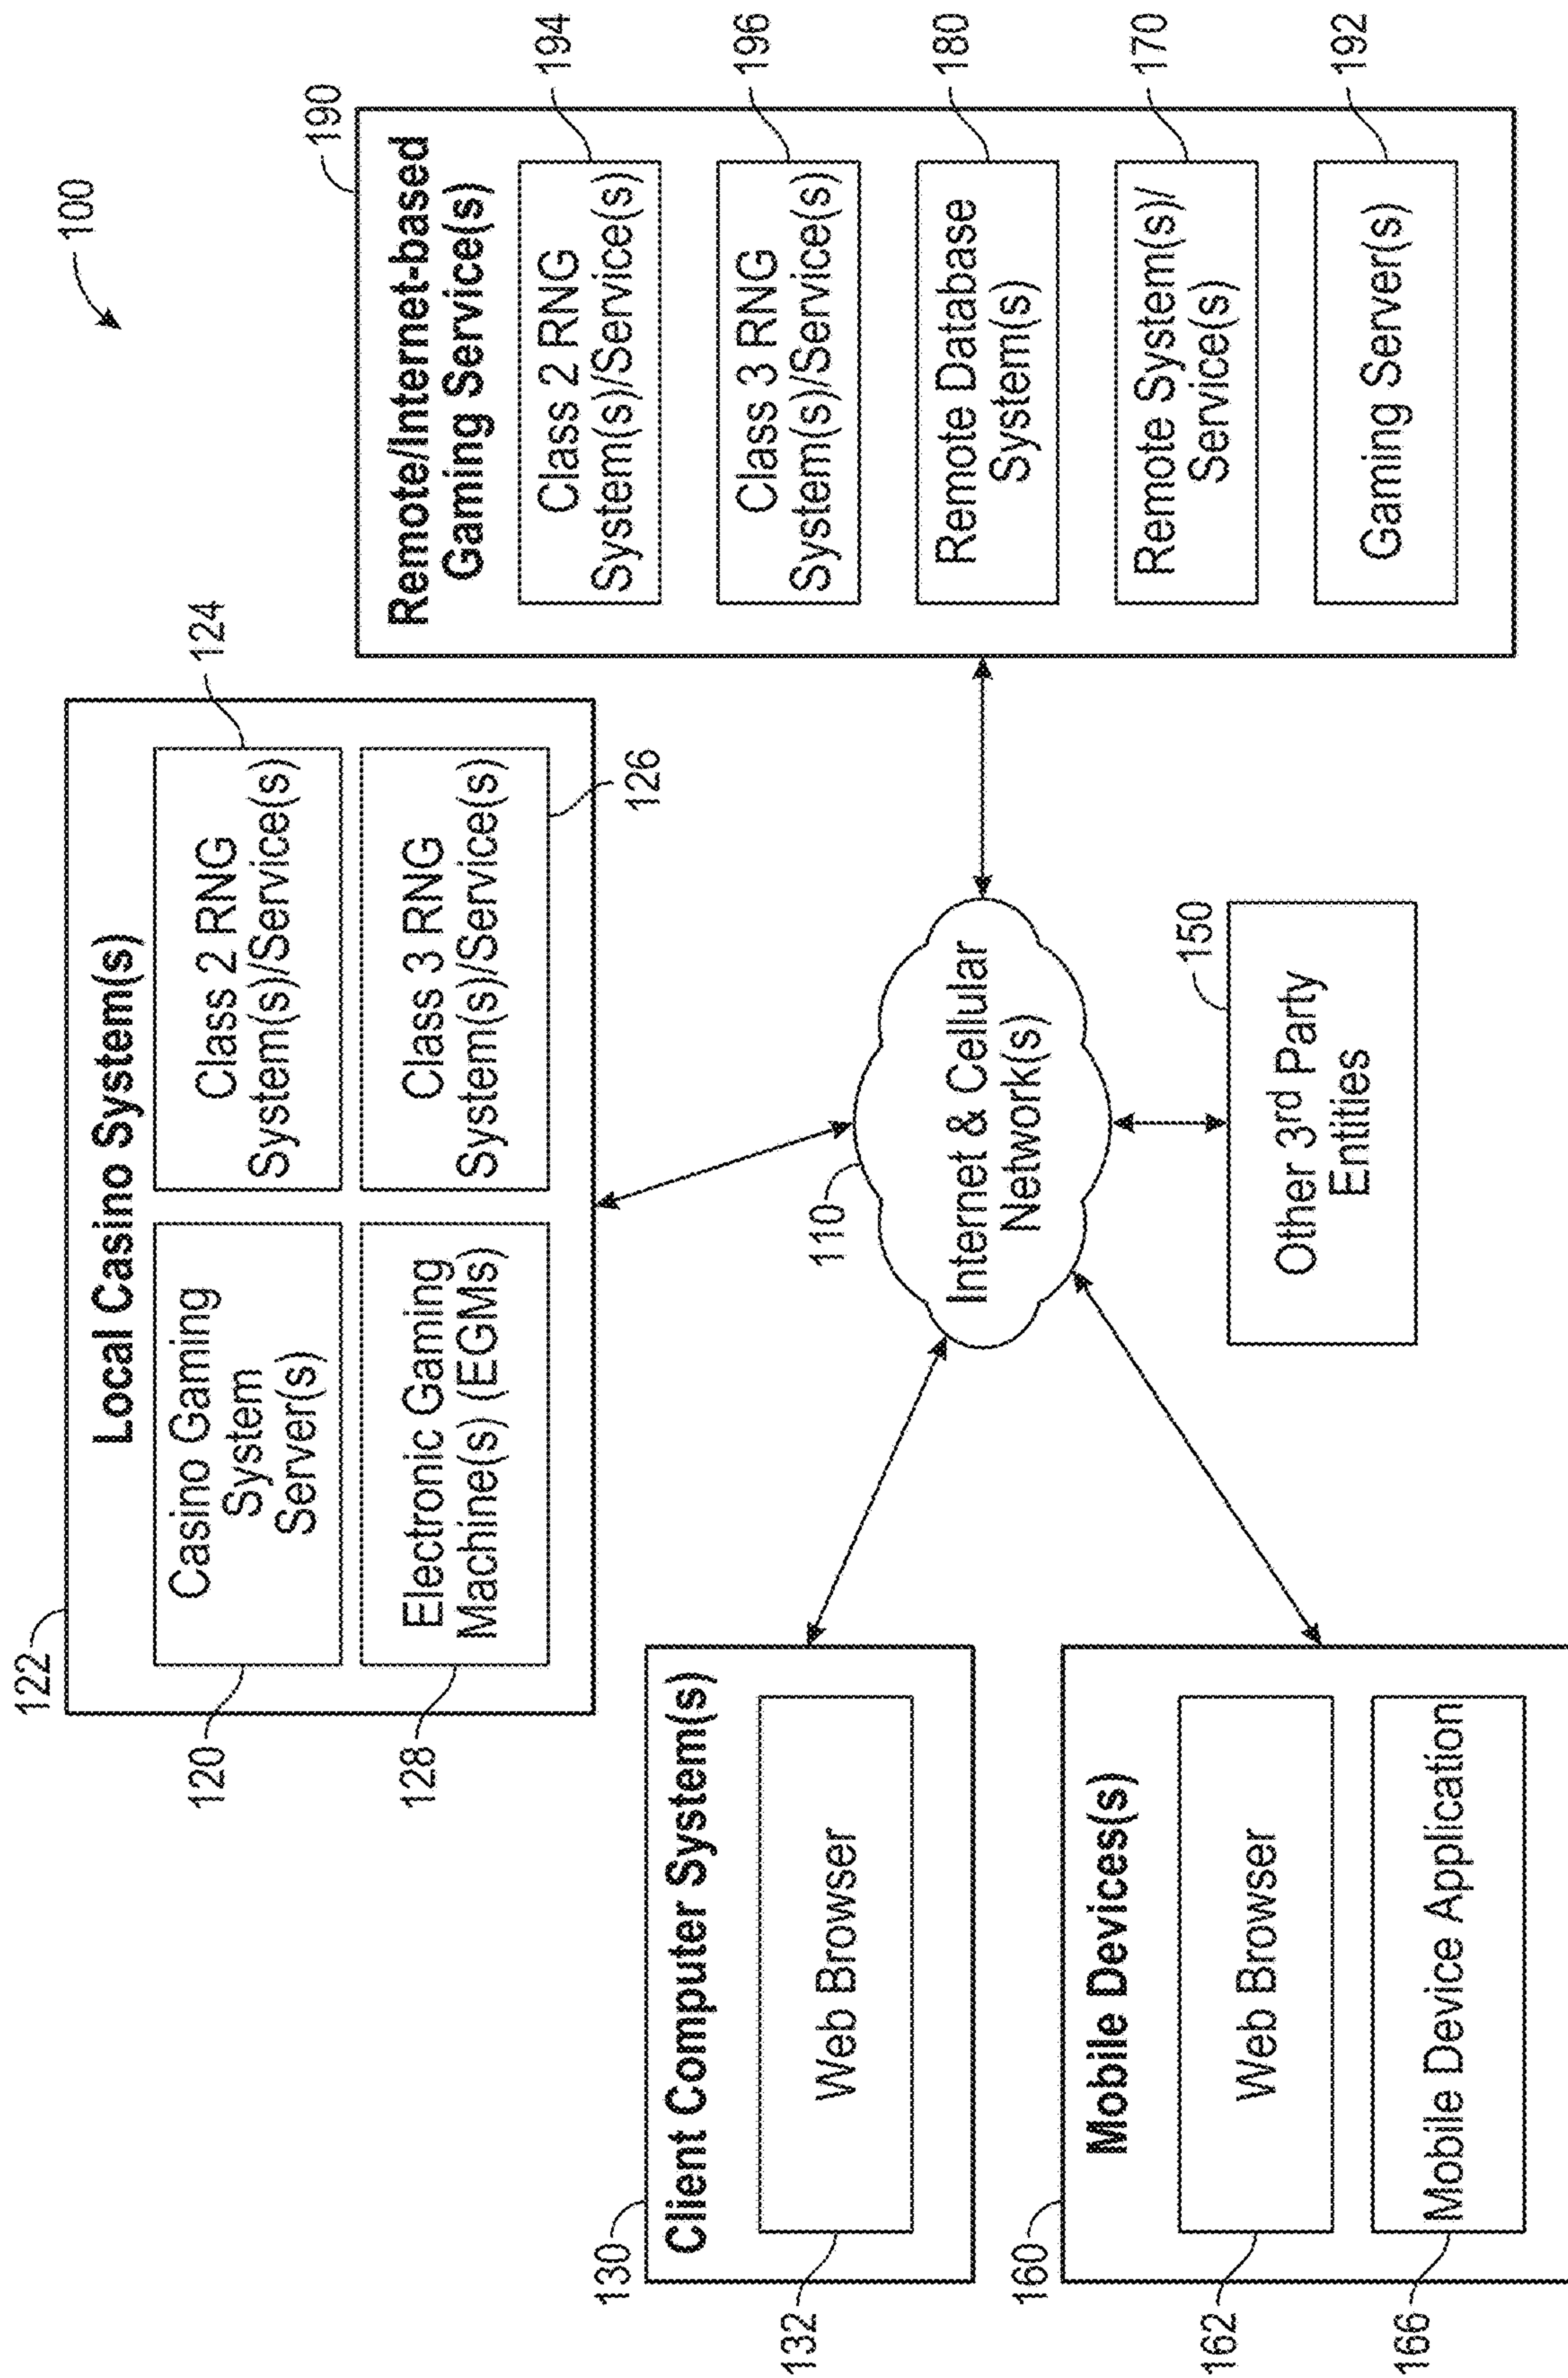 100
122
Local Casino System(s)
120
Casino Gaming
System
Server(s)
Class 2 RNG
System(s)/Service(s)
124
128
Electronic Gaming
Machine(s) (EGMs)
Class 3 RNG
System(s)/Service(s)
126
190
Remote/Internet-based
Gaming Service(s)
Class 2 RNG
System(s)/Service(s)
194
Class 3 RNG
System(s)/Service(s)
196
Remote Database
System(s)
180
Remote System(s)/
Service(s)
170
Gaming Server(s)
192
130
Client Computer System(s)
Web Browser
132
110
Internet & Cellular
Network(s)
150
Other 3rd Party
Entities
160
Mobile Devices(s)
Web Browser
162
Mobile Device Application
166